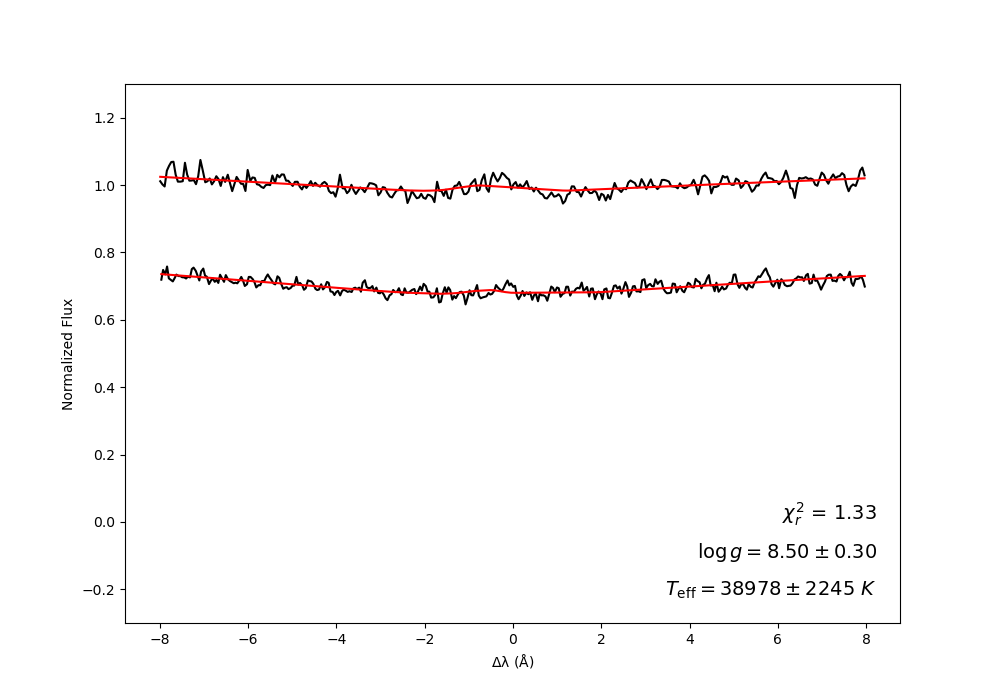 1.2
1.0
0.8
0.6
0.4
0.2
0.0
−0.2
Normalized Flux
χ²ᵣ = 1.33
log g = 8.50 ± 0.30
T_eff = 38978 ± 2245 K
−8 −6 −4 −2 0 2 4 6 8
Δλ (Å)